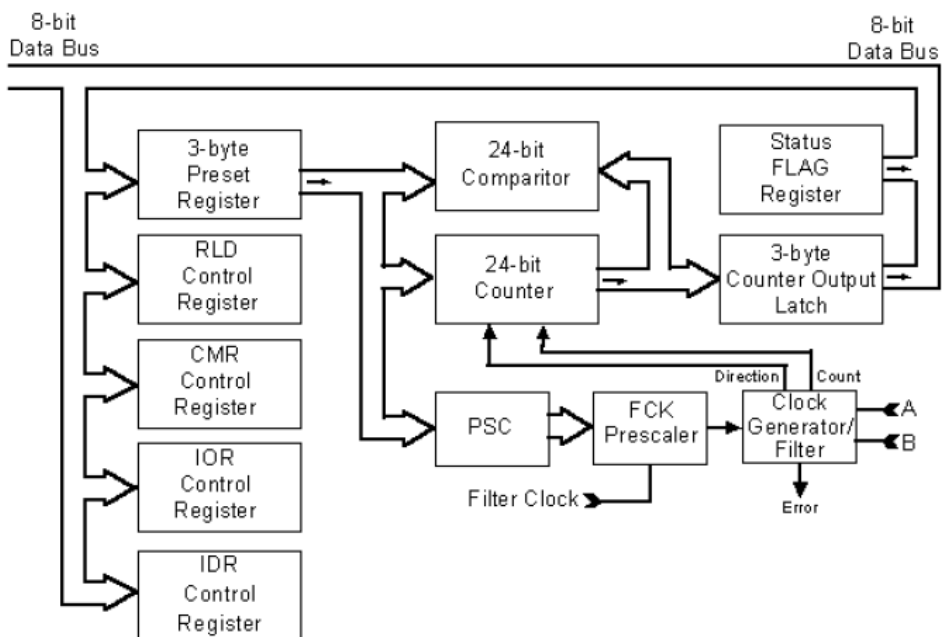 8-bit
Data Bus
8-bit
Data Bus
3-byte
Preset
Register
24-bit
Comparitor
Status
FLAG
Register
RLD
Control
Register
24-bit
Counter
3-byte
Counter Output
Latch
CMR
Control
Register
Direction
Count
PSC
FCK
Prescaler
Clock
Generator/
Filter
A
B
IOR
Control
Register
Filter Clock
Error
IDR
Control
Register